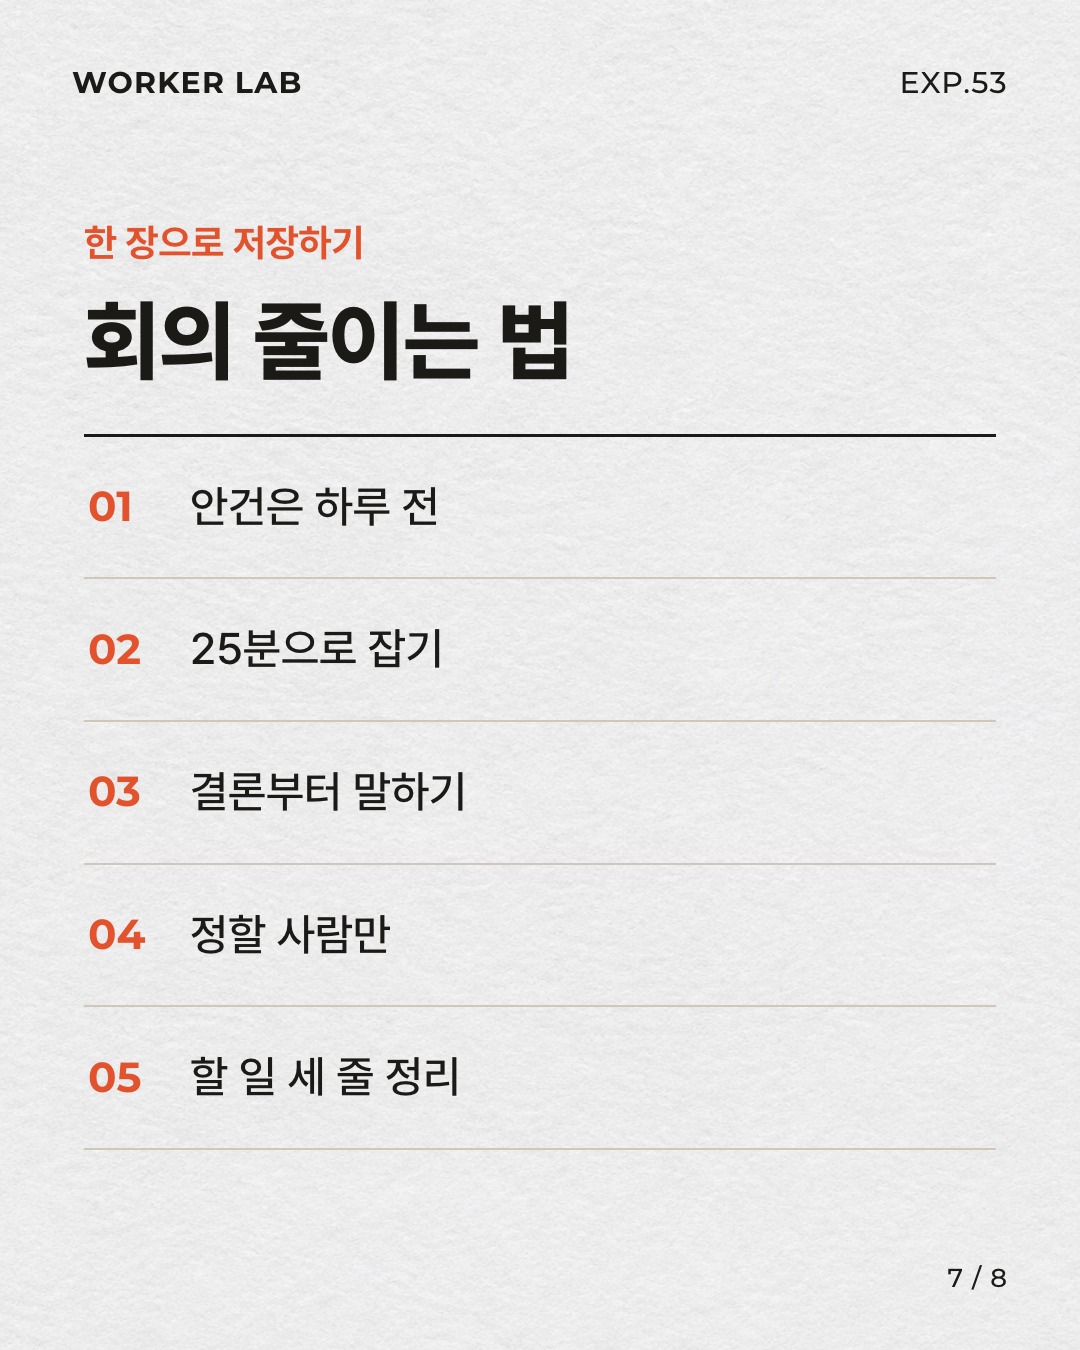 WORKER LAB
EXP.53
한 장으로 저장하기
회의 줄이는 법
01 안건은 하루 전
02 25분으로 잡기
03 결론부터 말하기
04 정할 사람만
05 할 일 세 줄 정리
7 / 8